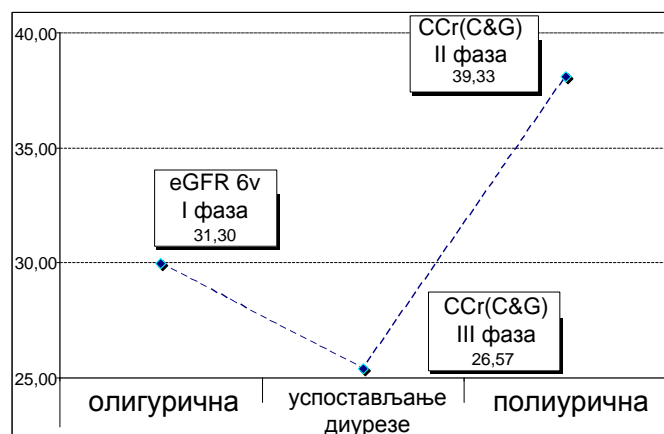 40,00
35,00
30,00
25,00
CCr(C&G)
II фаза
39,33
eGFR 6v
I фаза
31,30
CCr(C&G)
III фаза
26,57
олигурична
успостављање
диурезе
полиурична